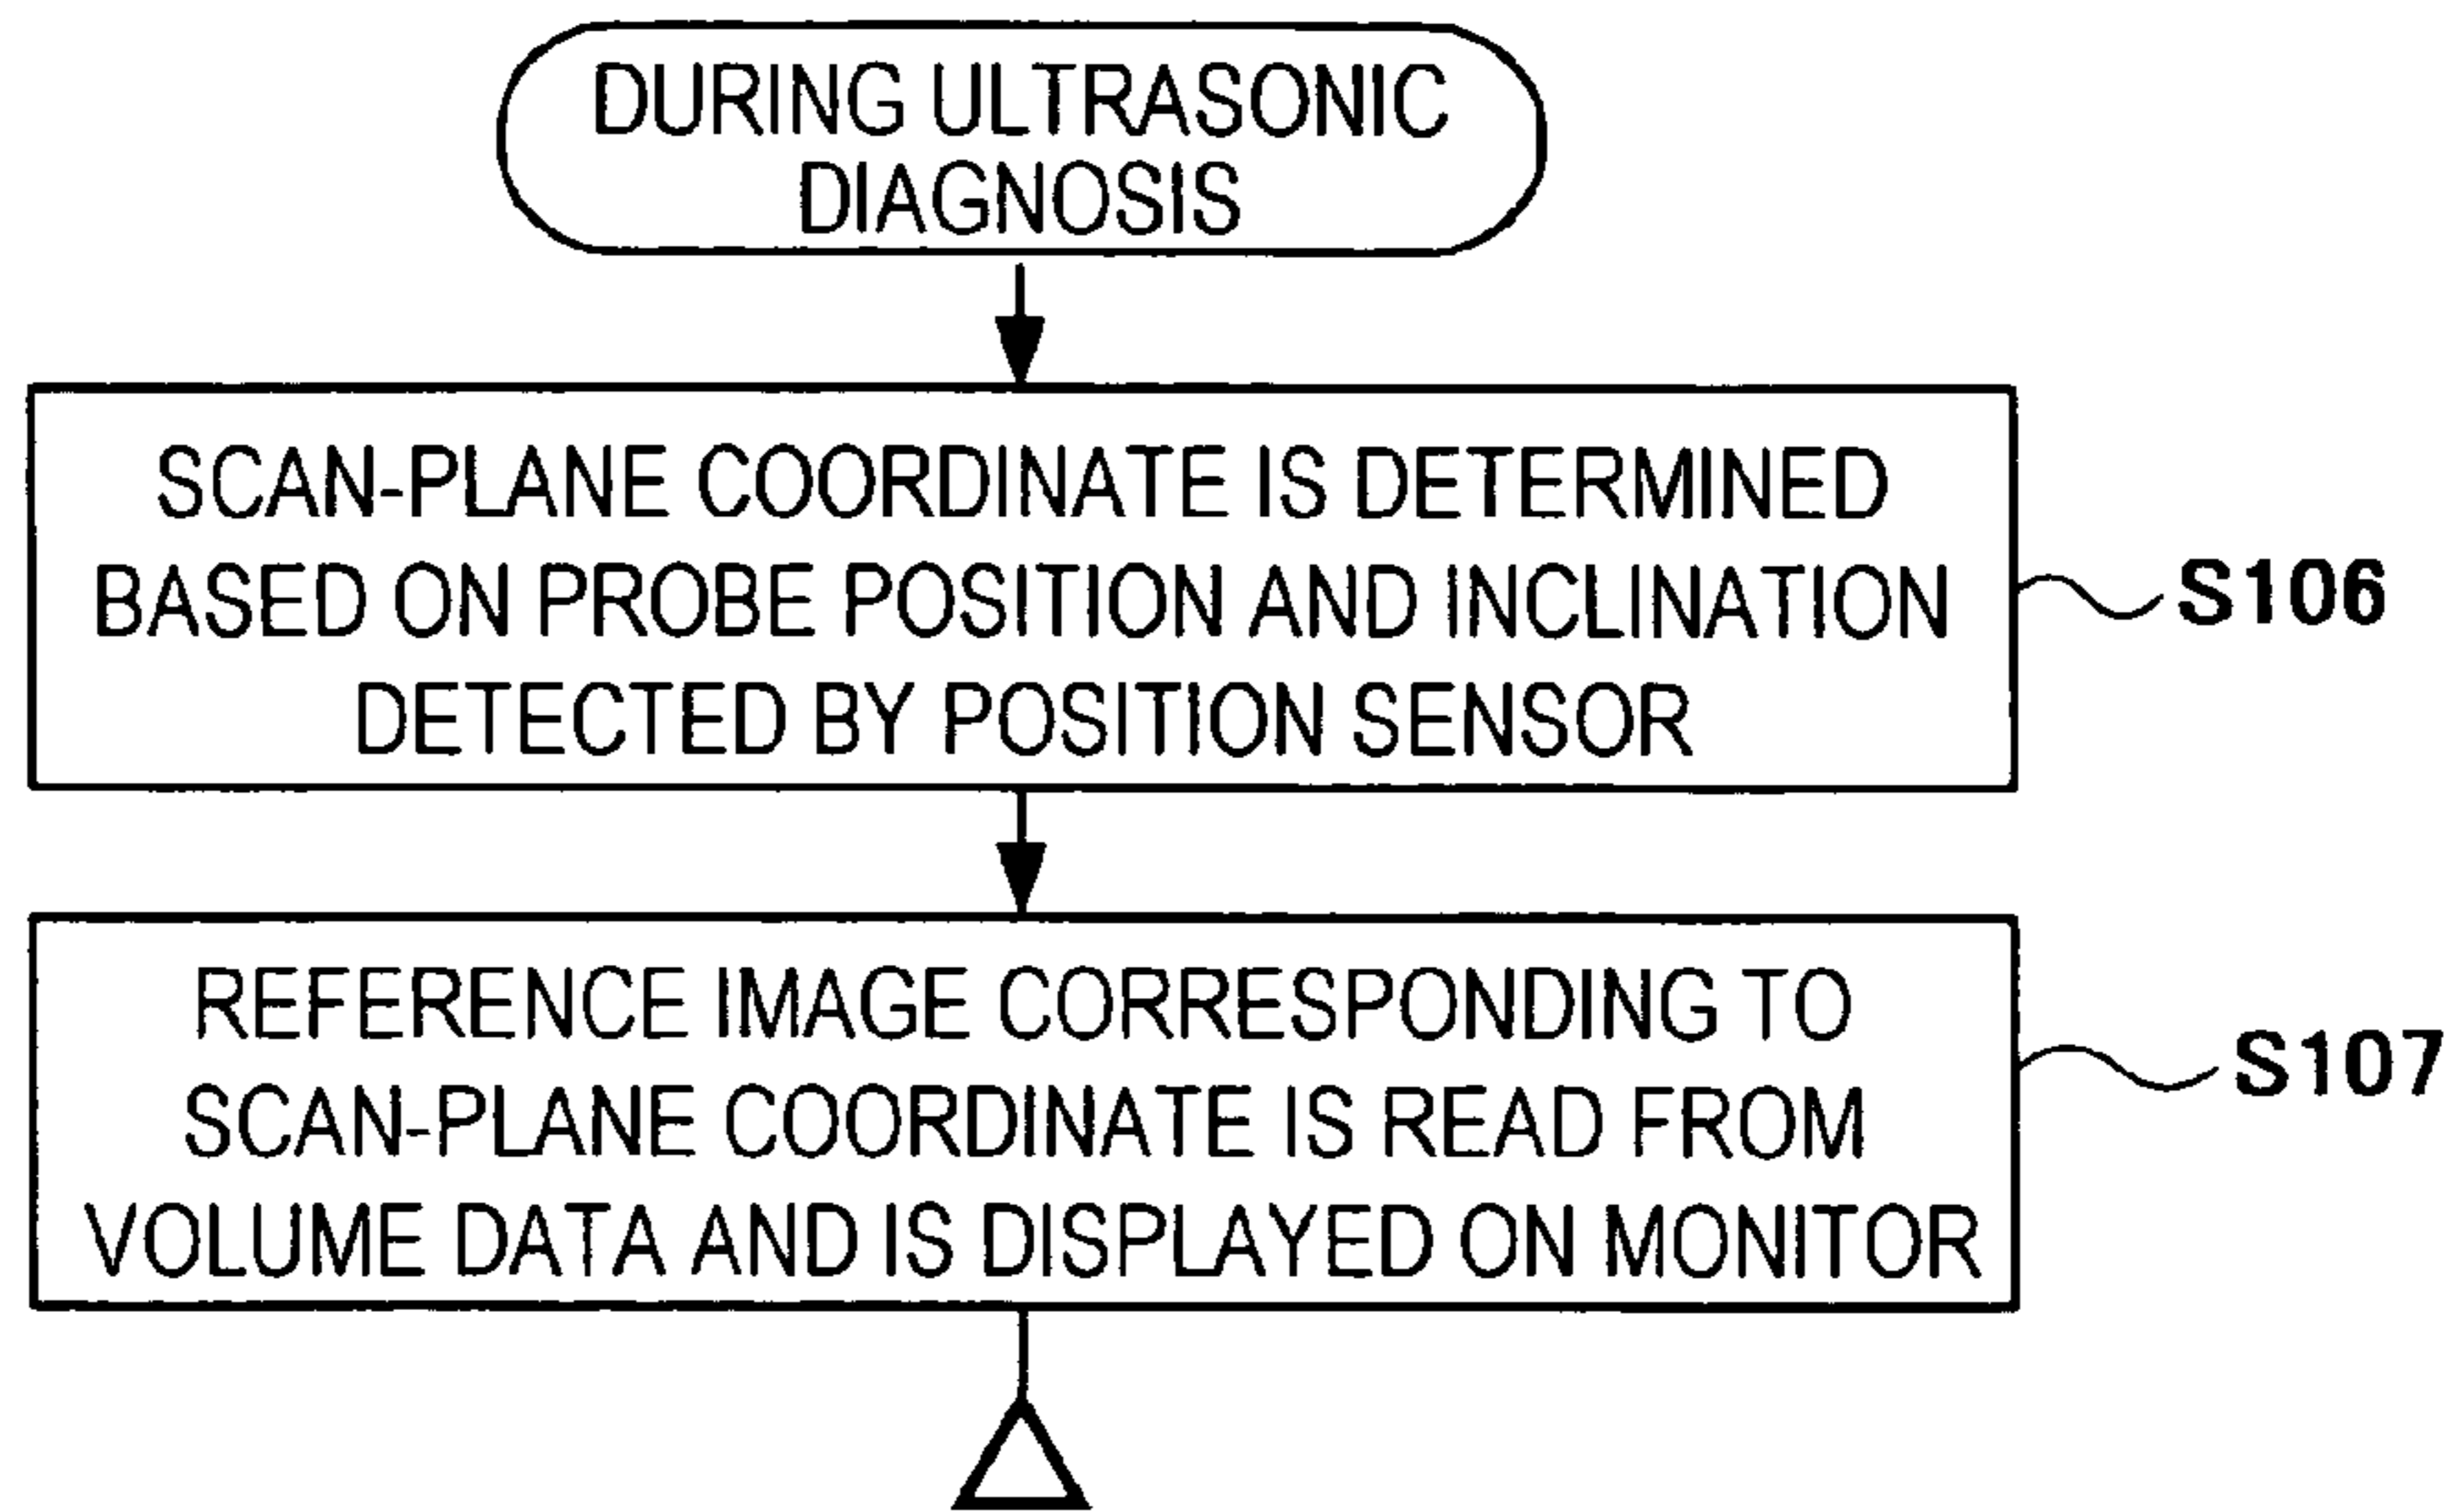 DURING ULTRASONIC
DIAGNOSIS
SCAN-PLANE COORDINATE IS DETERMINED
BASED ON PROBE POSITION AND INCLINATION
DETECTED BY POSITION SENSOR
S106
REFERENCE IMAGE CORRESPONDING TO
SCAN-PLANE COORDINATE IS READ FROM
VOLUME DATA AND IS DISPLAYED ON MONITOR
S107